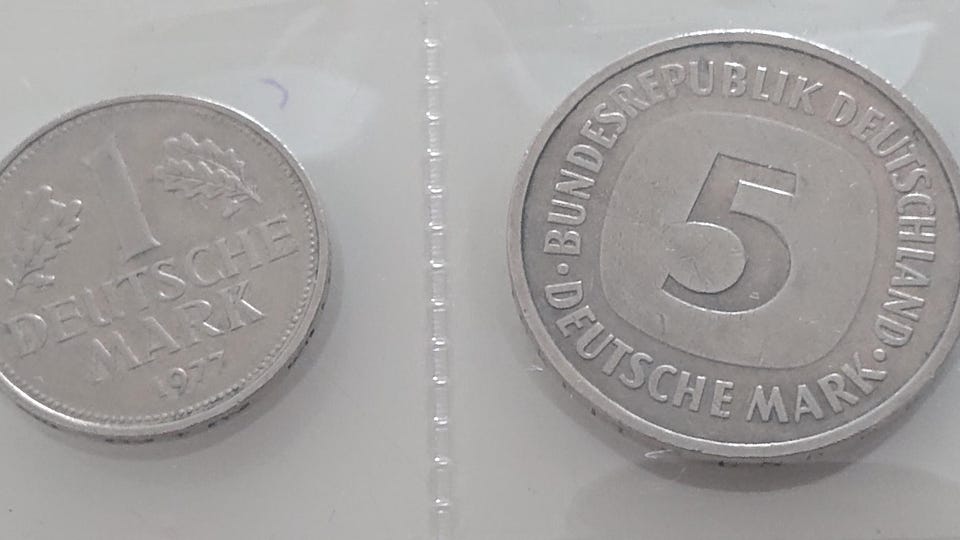 1
DEUTSCHE
MARK
1977
BUNDESREPUBLIK DEUTSCHLAND
5
DEUTSCHE MARK